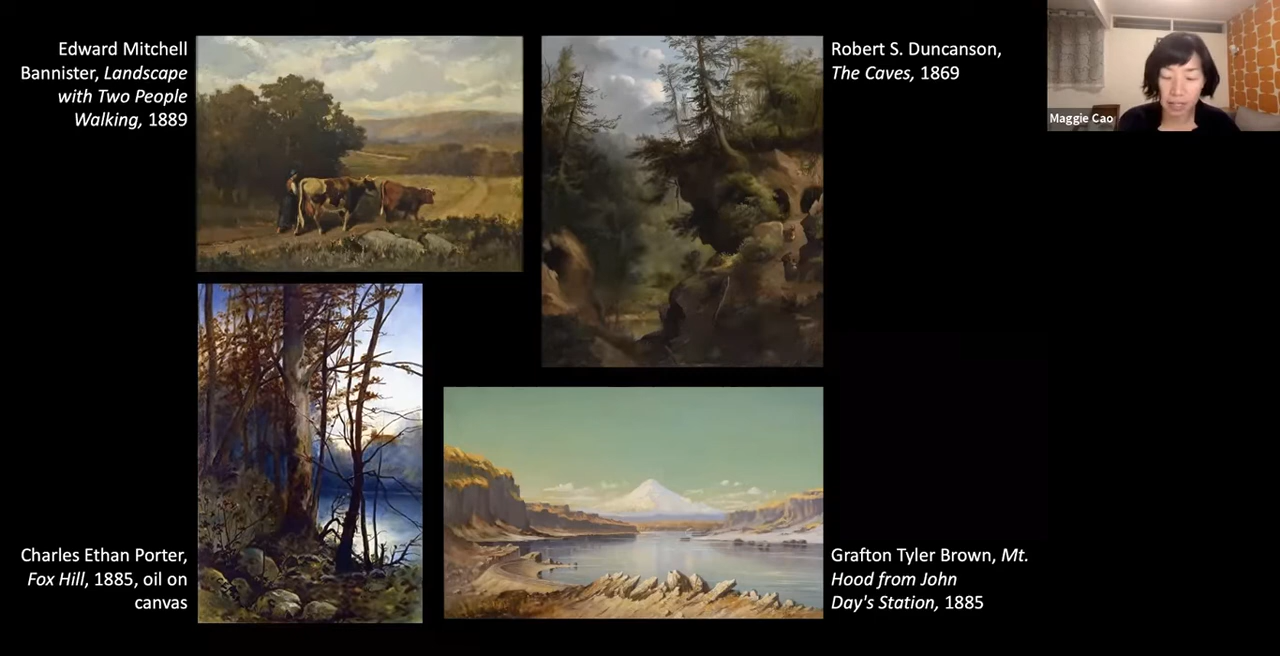 Edward Mitchell
Bannister, Landscape
with Two People
Walking, 1889
Robert S. Duncanson,
The Caves, 1869
Maggie Cao
Charles Ethan Porter,
Fox Hill, 1885, oil on
canvas
Grafton Tyler Brown, Mt.
Hood from John
Day's Station, 1885